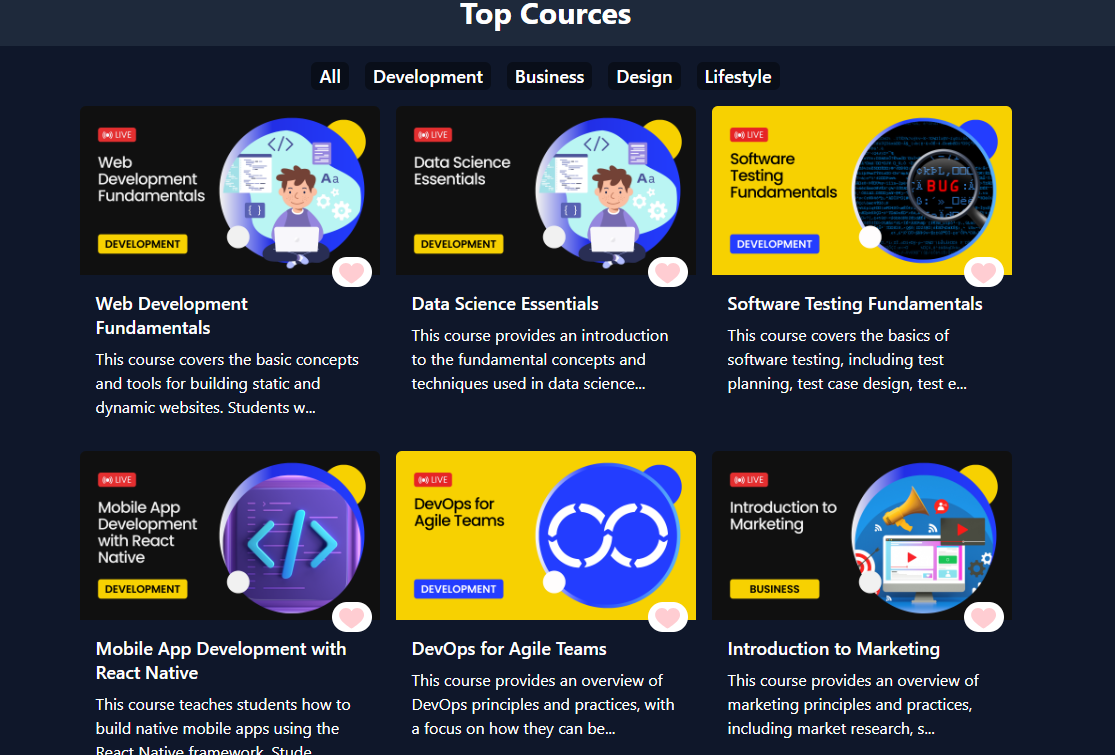 Top Cources
All Development Business Design Lifestyle
LIVE
Web
Development
Fundamentals
DEVELOPMENT
</>
{ }
Aa
LIVE
Data Science
Essentials
DEVELOPMENT
</>
{ }
Aa
LIVE
Software
Testing
Fundamentals
DEVELOPMENT
BUG
Web Development
Fundamentals
This course covers the basic concepts
and tools for building static and
dynamic websites. Students w...
Data Science Essentials
This course provides an introduction
to the fundamental concepts and
techniques used in data science...
Software Testing Fundamentals
This course covers the basics of
software testing, including test
planning, test case design, test e...
LIVE
Mobile App
Development
with React
Native
DEVELOPMENT
</>
LIVE
DevOps for
Agile Teams
DEVELOPMENT
LIVE
Introduction to
Marketing
BUSINESS
Mobile App Development with
React Native
This course teaches students how to
build native mobile apps using the
React Native framework. Stude
DevOps for Agile Teams
This course provides an overview of
DevOps principles and practices, with
a focus on how they can be...
Introduction to Marketing
This course provides an overview of
marketing principles and practices,
including market research, s...